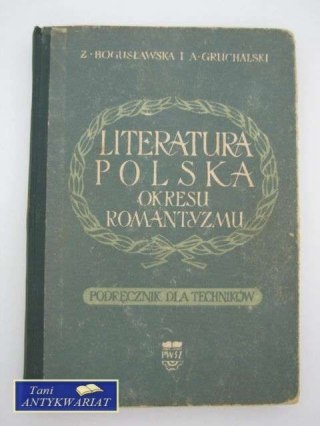 Z·BOGUSŁAWSKA I A·GRUCHALSKI
LITERATURA
POLSKA
OKRESU
ROMANTYZMU
PODRĘCZNIK DLA TECHNIKÓW
PWSZ
Tani
ANTYKWARIAT